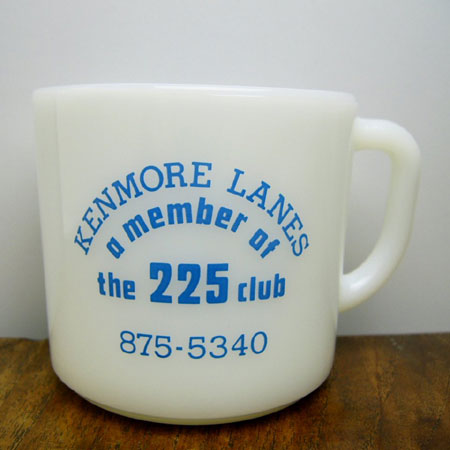 KENMORE LANES
a member of
the 225 club
875-5340